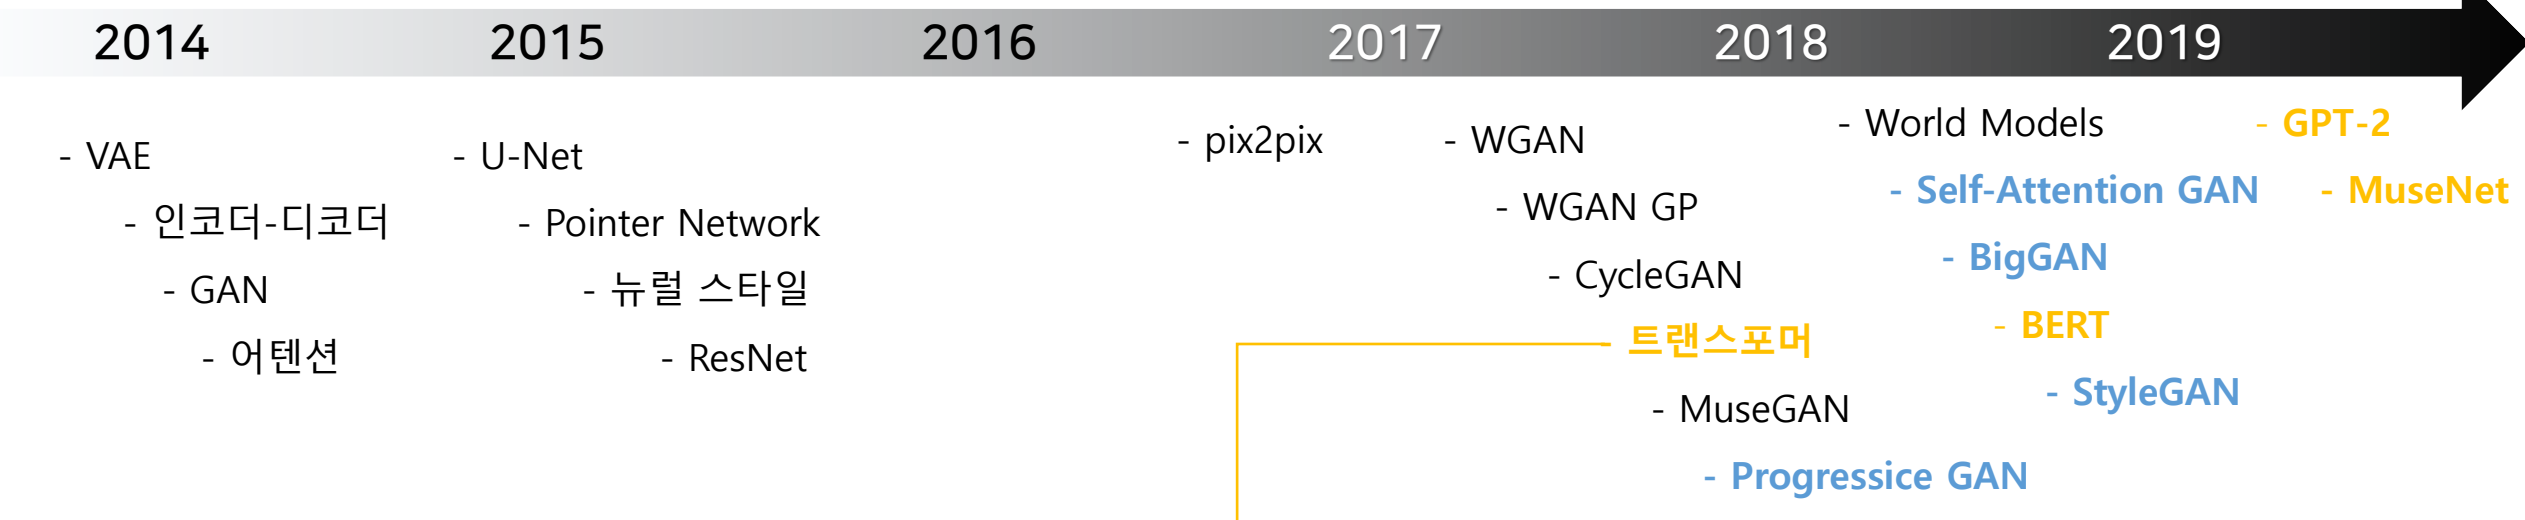 2014 2015 2016 2017 2018 2019
- VAE
- 인코더-디코더
- GAN
- 어텐션
- U-Net
- Pointer Network
- 뉴럴 스타일
- ResNet
- pix2pix
- WGAN
- WGAN GP
- CycleGAN
- 트랜스포머
- MuseGAN
- Progressice GAN
- World Models
- Self-Attention GAN
- BigGAN
- BERT
- StyleGAN
- GPT-2
- MuseNet